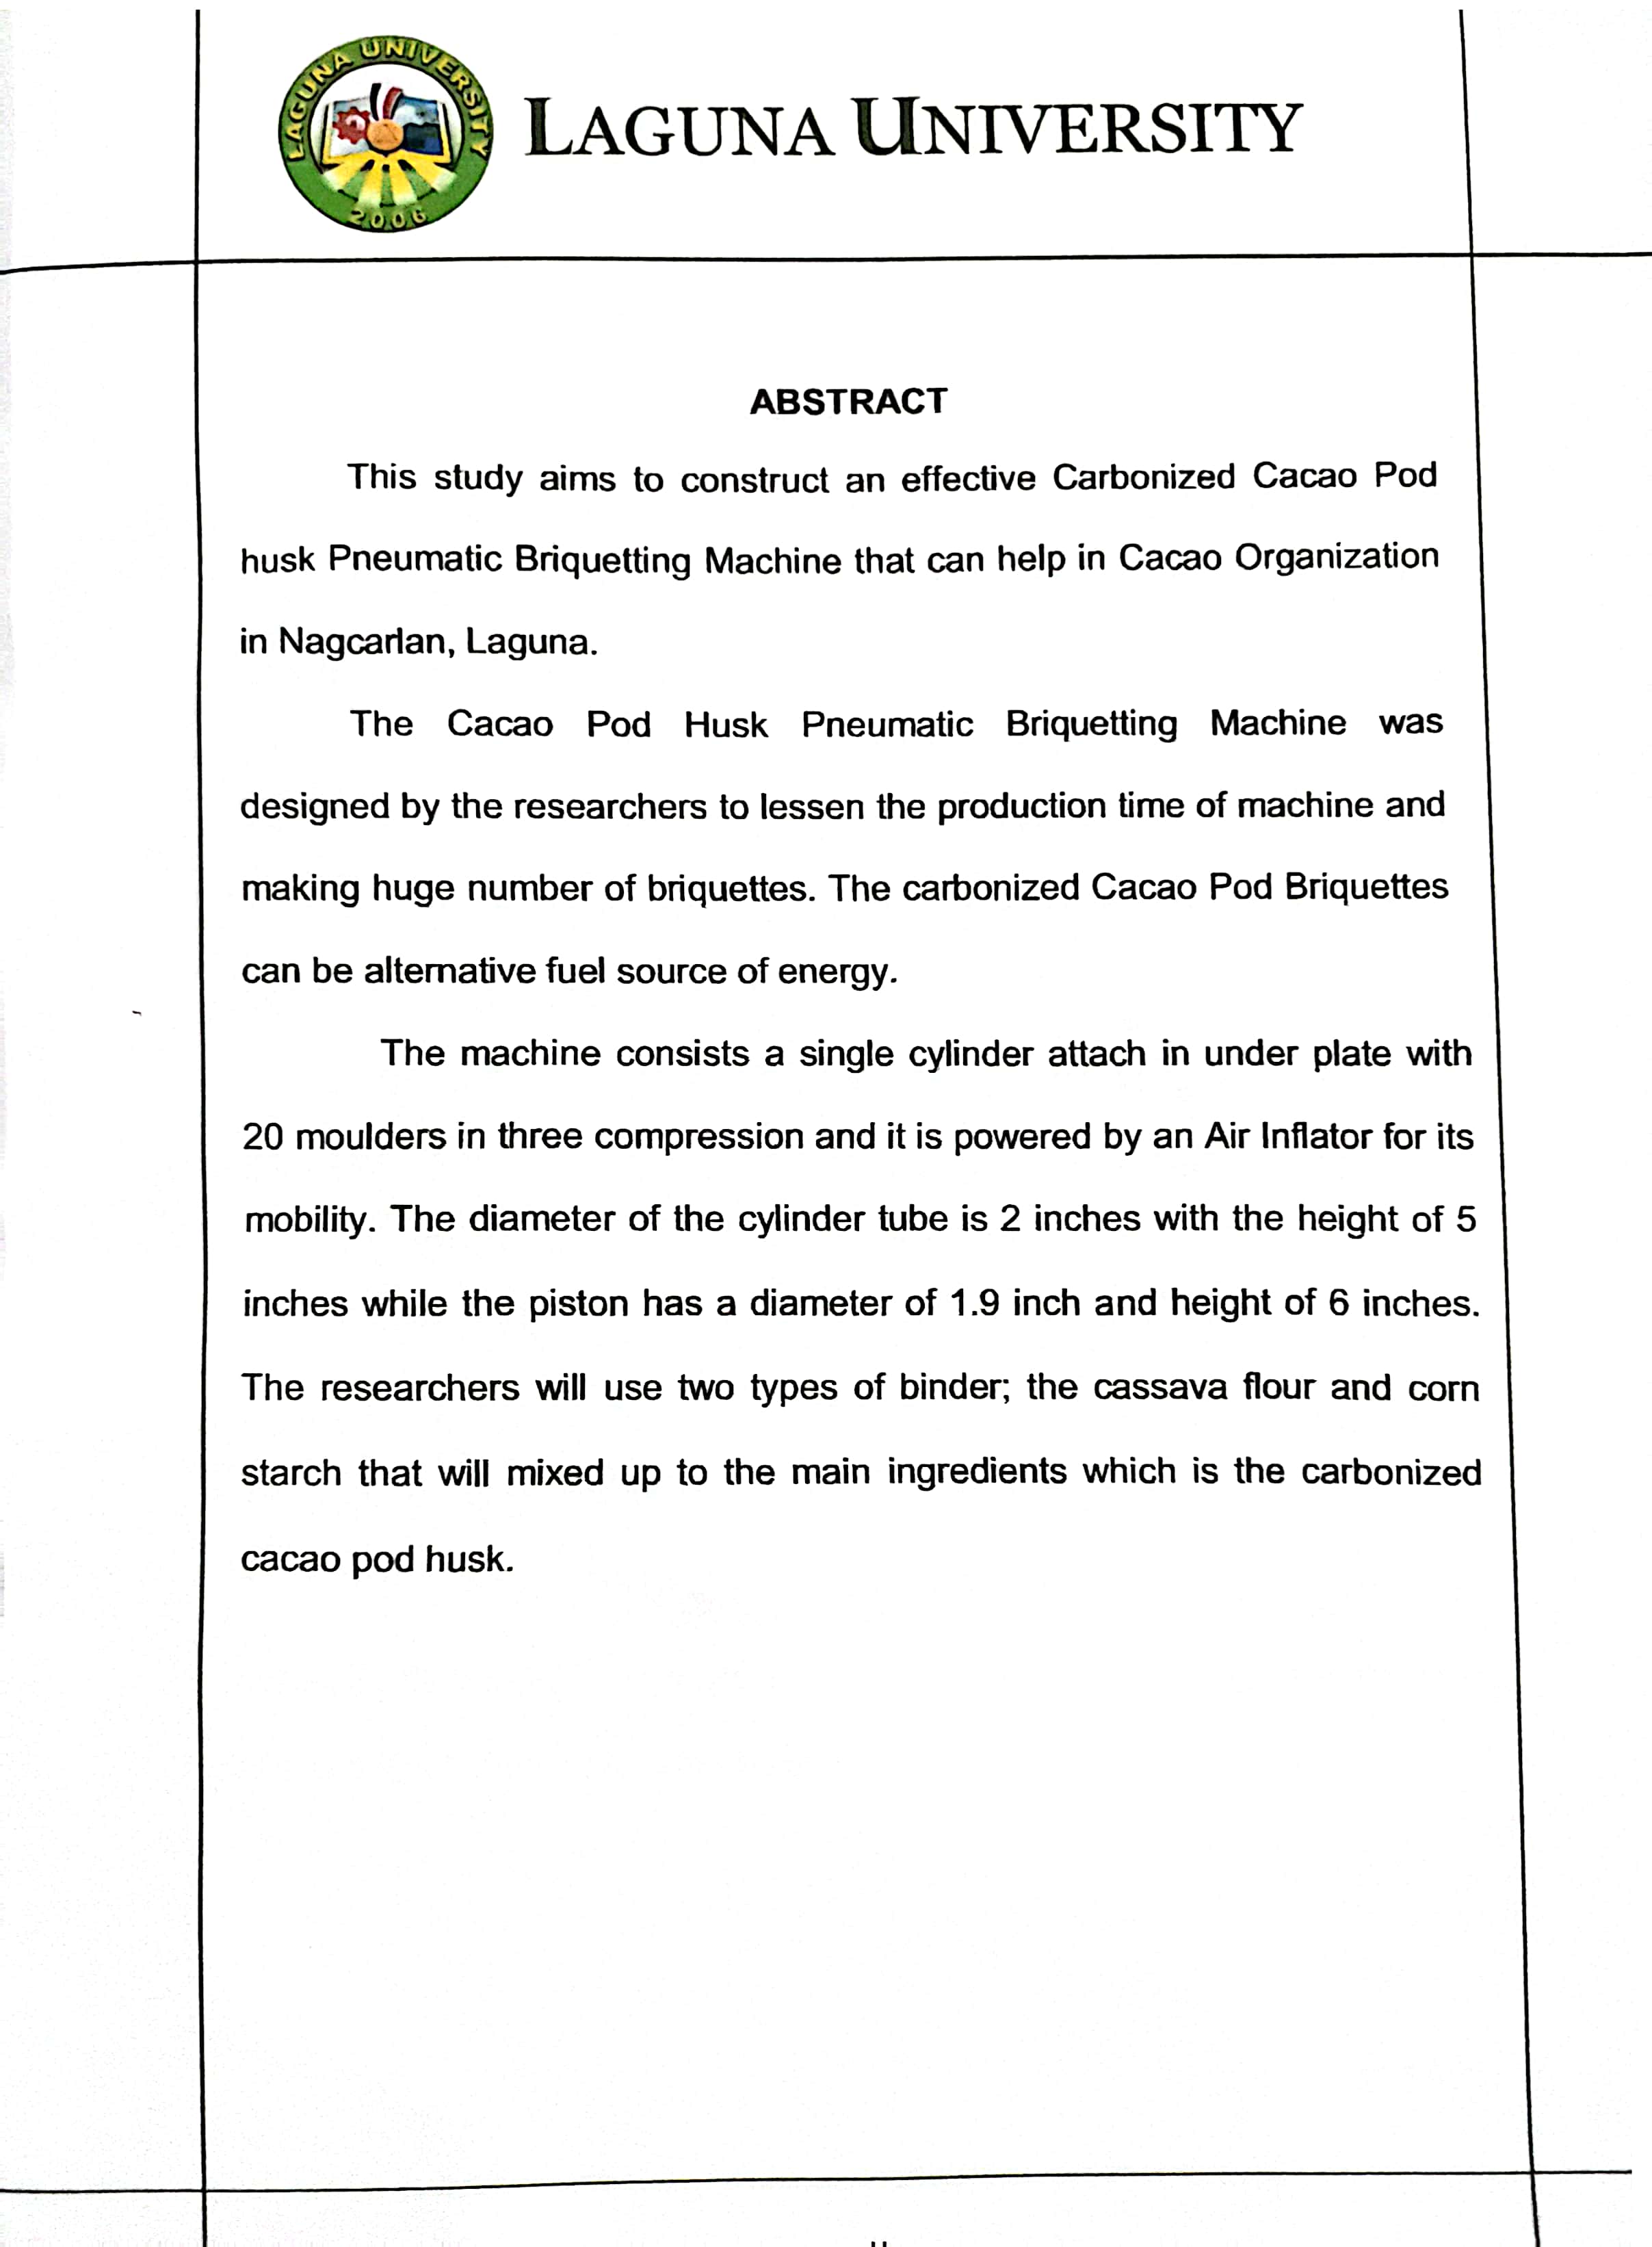 LAGUNA UNIVERSITY
2006
LAGUNA UNIVERSITY
ABSTRACT
This study aims to construct an effective Carbonized Cacao Pod
husk Pneumatic Briquetting Machine that can help in Cacao Organization
in Nagcarlan, Laguna.
The Cacao Pod Husk Pneumatic Briquetting Machine was
designed by the researchers to lessen the production time of machine and
making huge number of briquettes. The carbonized Cacao Pod Briquettes
can be alternative fuel source of energy.
The machine consists a single cylinder attach in under plate with
20 moulders in three compression and it is powered by an Air Inflator for its
mobility. The diameter of the cylinder tube is 2 inches with the height of 5
inches while the piston has a diameter of 1.9 inch and height of 6 inches.
The researchers will use two types of binder; the cassava flour and corn
starch that will mixed up to the main ingredients which is the carbonized
cacao pod husk.